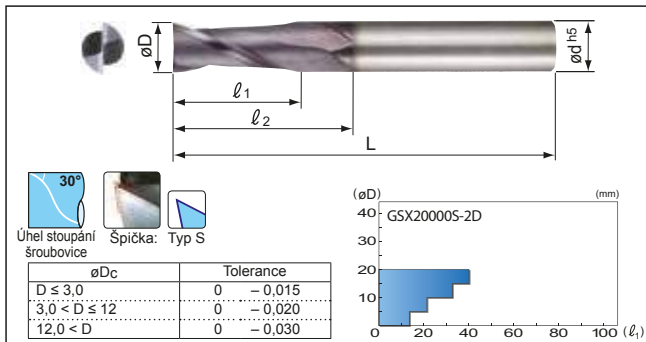 øD
ød h5
ℓ1
ℓ2
L
30°
Úhel stoupání
šroubovice
Špička: Typ S
øDc Tolerance
D ≤ 3,0 0 – 0,015
3,0 < D ≤ 12 0 – 0,020
12,0 < D 0 – 0,030
(øD) (mm)
GSX20000S-2D
40
30
20
10
0 20 40 60 80 100 (ℓ1)